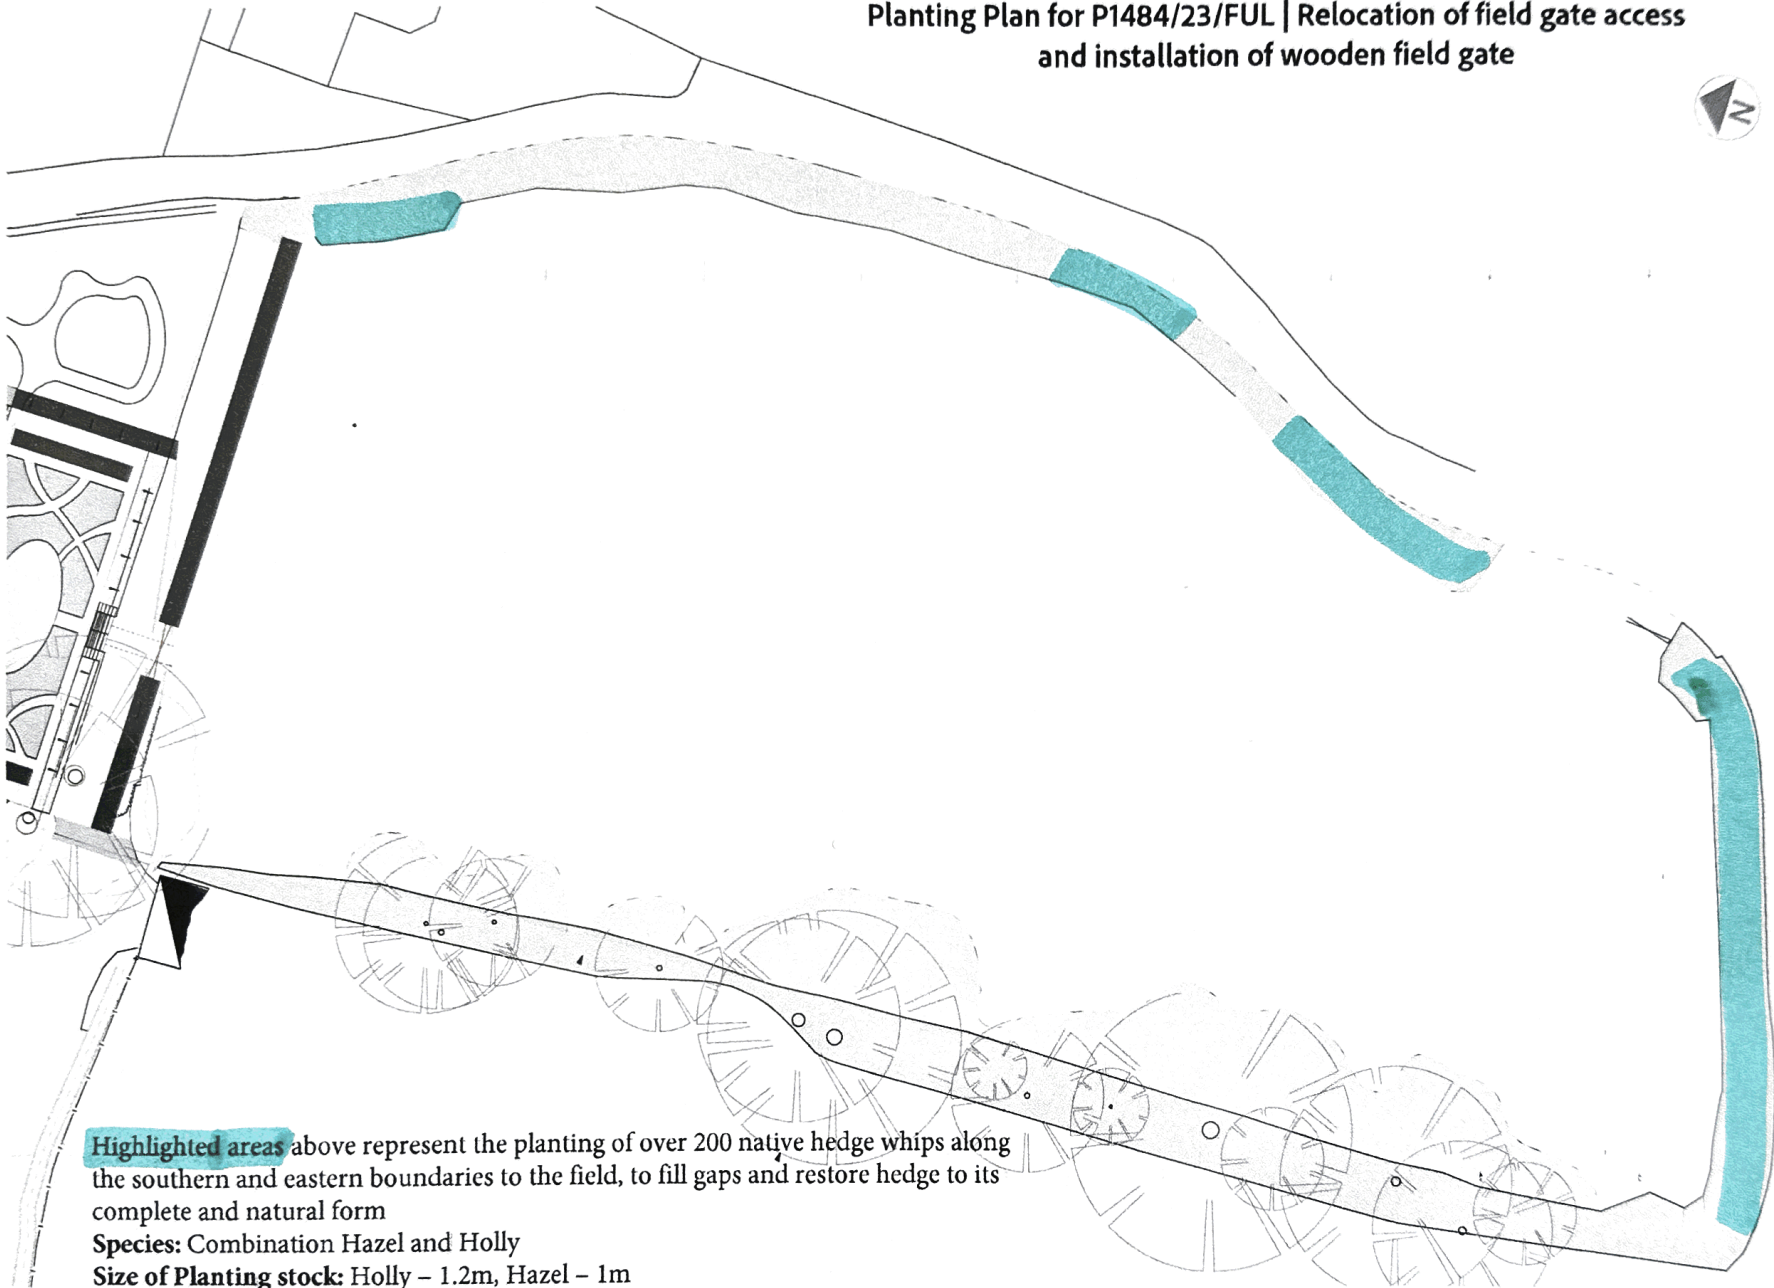 Planting Plan for P1484/23/FUL | Relocation of field gate access
and installation of wooden field gate
N
Highlighted areas above represent the planting of over 200 native hedge whips along
the southern and eastern boundaries to the field, to fill gaps and restore hedge to its
complete and natural form
Species: Combination Hazel and Holly
Size of Planting stock: Holly – 1.2m, Hazel – 1m